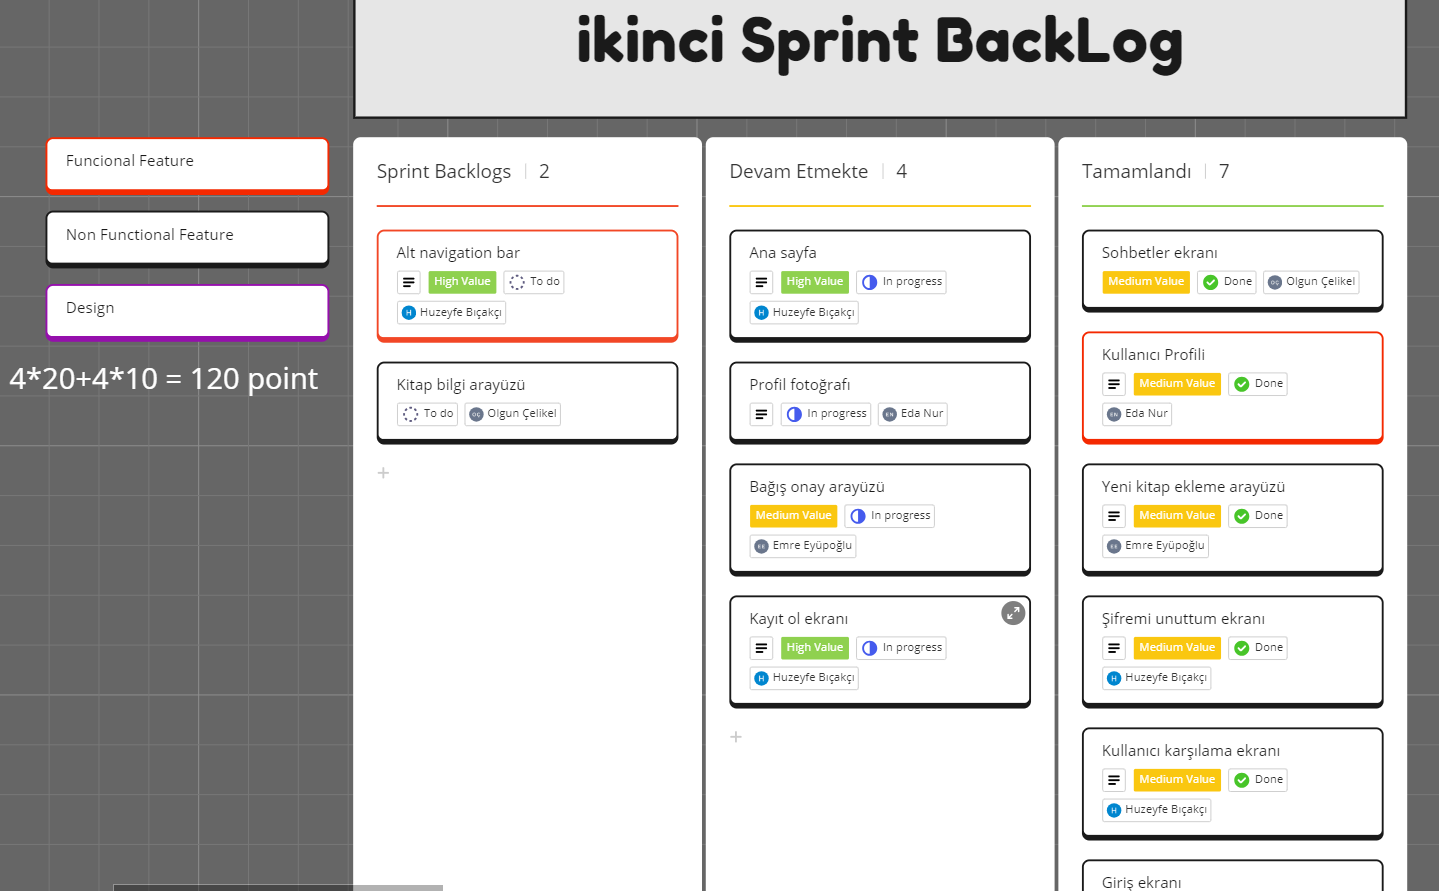 ikinci Sprint BackLog
Funcional Feature
Non Functional Feature
Design
4*20+4*10 = 120 point
Sprint Backlogs | 2
Alt navigation bar
High Value To do
H Huzeyfe Bıçakçı
Kitap bilgi arayüzü
To do OÇ Olgun Çelikel
+
Devam Etmekte | 4
Ana sayfa
High Value In progress
H Huzeyfe Bıçakçı
Profil fotoğrafı
In progress EN Eda Nur
Bağış onay arayüzü
Medium Value In progress
EE Emre Eyüpoğlu
Kayıt ol ekranı
High Value In progress
H Huzeyfe Bıçakçı
+
Tamamlandı | 7
Sohbetler ekranı
Medium Value Done OÇ Olgun Çelikel
Kullanıcı Profili
Medium Value Done
EN Eda Nur
Yeni kitap ekleme arayüzü
Medium Value Done
EE Emre Eyüpoğlu
Şifremi unuttum ekranı
Medium Value Done
H Huzeyfe Bıçakçı
Kullanıcı karşılama ekranı
Medium Value Done
H Huzeyfe Bıçakçı
Giriş ekranı